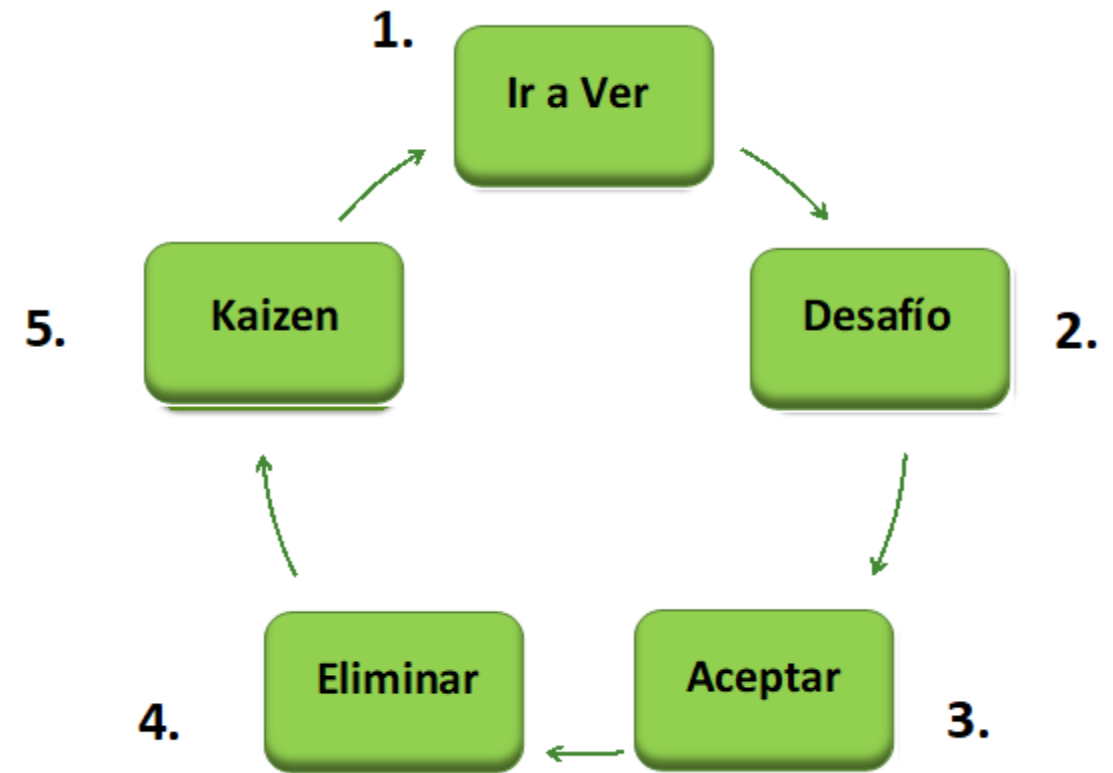 1.
Ir a Ver
2.
Desafío
3.
Aceptar
4.
Eliminar
5.
Kaizen